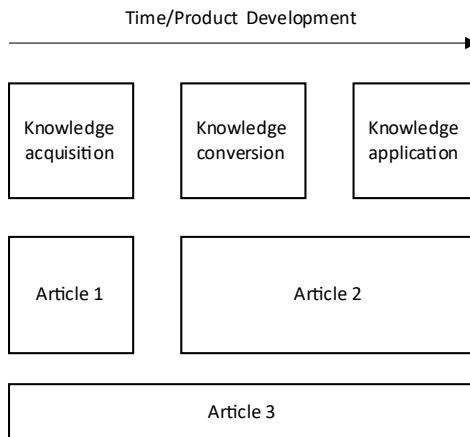 Time/Product Development
Knowledge
acquisition
Knowledge
conversion
Knowledge
application
Article 1
Article 2
Article 3